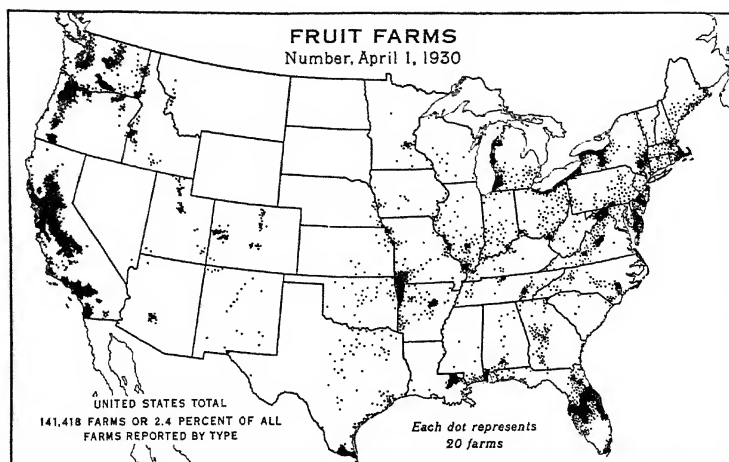 FRUIT FARMS
Number, April 1, 1930
UNITED STATES TOTAL
141,418 FARMS OR 2.4 PERCENT OF ALL
FARMS REPORTED BY TYPE
Each dot represents
20 farms